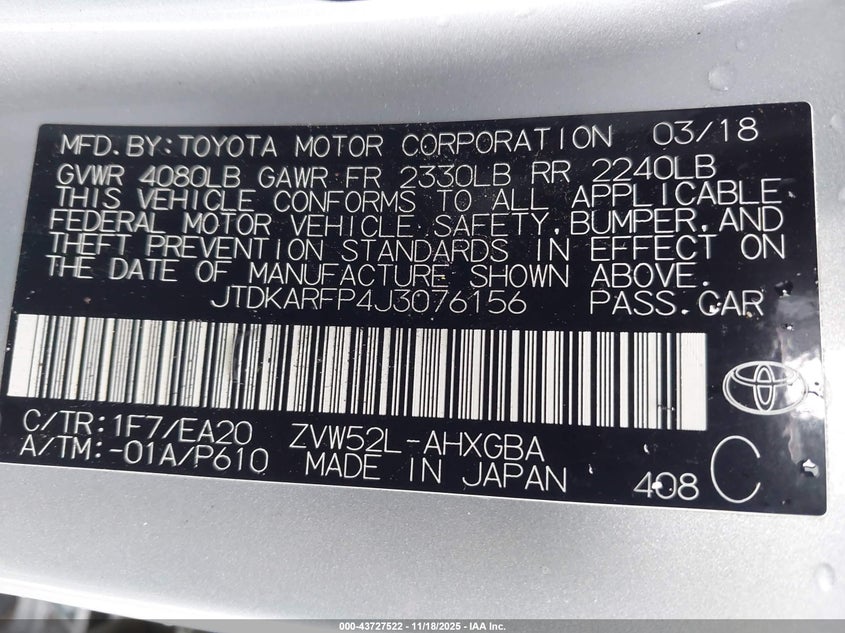 MFD. BY: TOYOTA MOTOR CORPORATION 03/18
GVWR 4080LB GAWR FR 2330LB RR 2240LB
THIS VEHICLE CONFORMS TO ALL APPLICABLE
FEDERAL MOTOR VEHICLE SAFETY, BUMPER, AND
THEFT PREVENTION STANDARDS IN EFFECT ON
THE DATE OF MANUFACTURE SHOWN ABOVE.
JTDKARFP4J3076156 PASS. CAR
C/TR: 1F7/EA20 ZVW52L-AHXGBA
A/TM: -01A/P610 MADE IN JAPAN 408 C
000-43727522 | 11/18/2025 - IAA Inc.